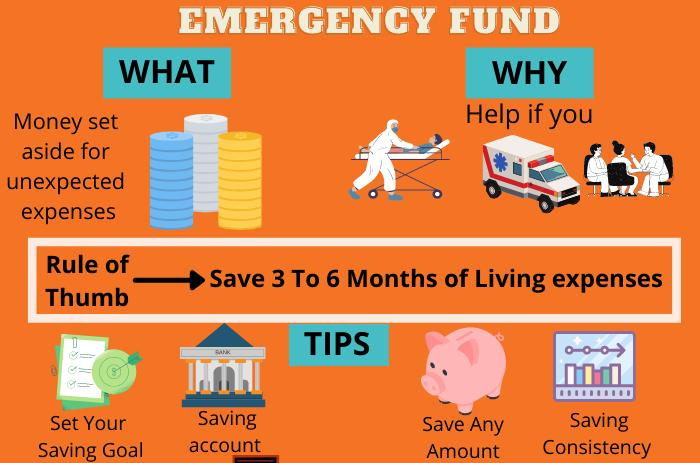 EMERGENCY FUND
WHAT
Money set
aside for
unexpected
expenses
WHY
Help if you
Rule of
Thumb
Save 3 To 6 Months of Living expenses
TIPS
BANK
Set Your
Saving Goal
Saving
account
Save Any
Amount
Saving
Consistency